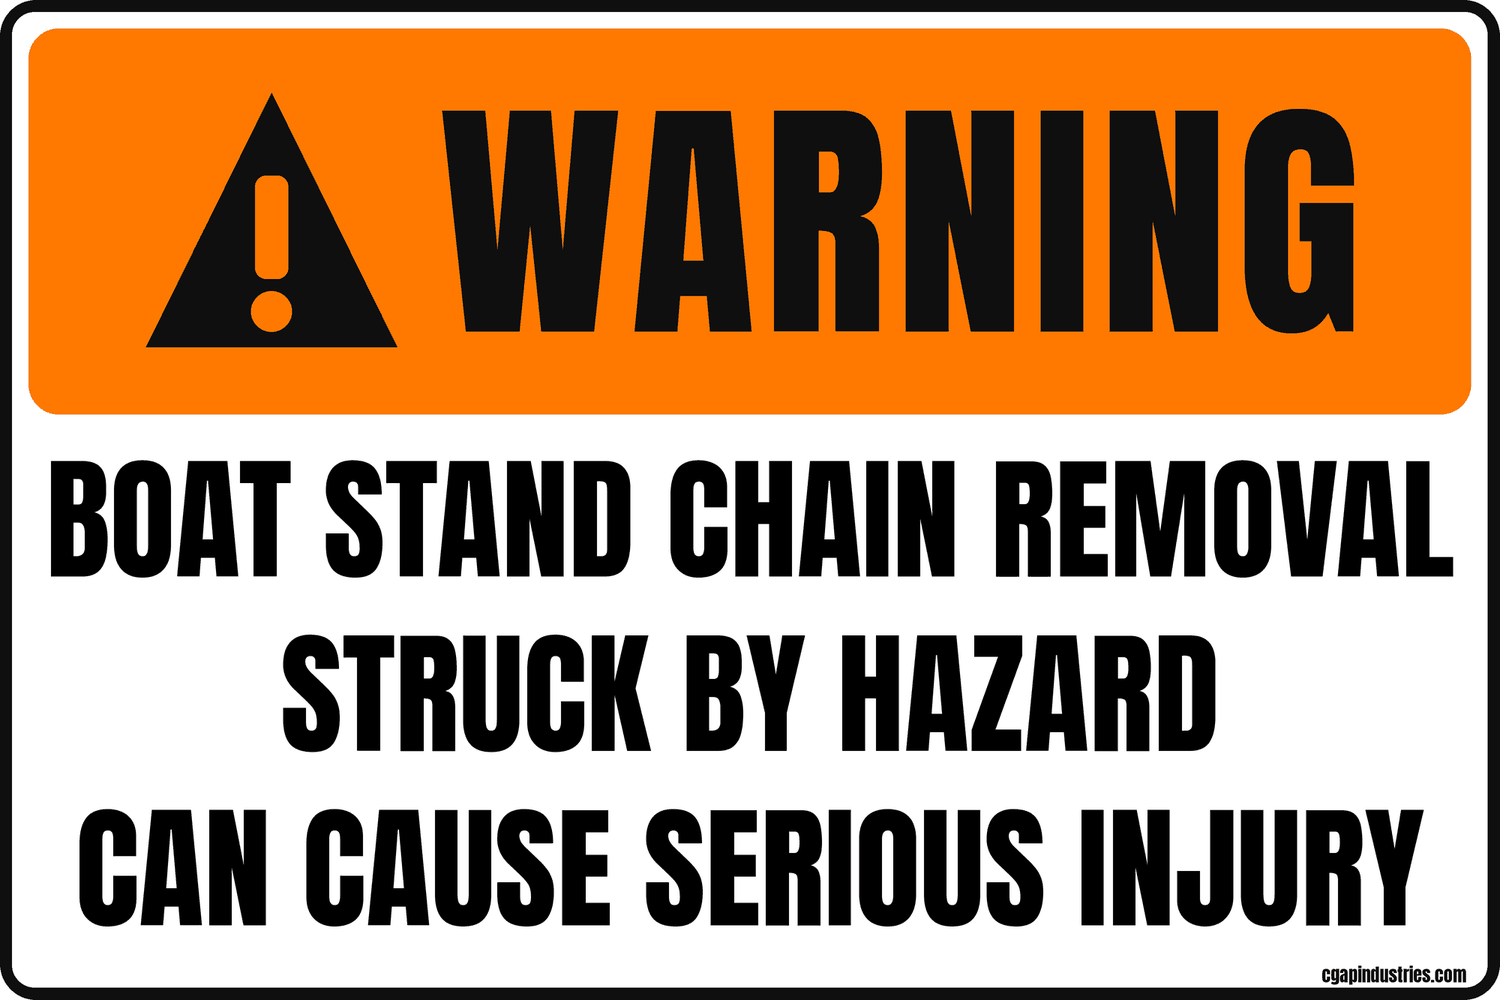 WARNING
BOAT STAND CHAIN REMOVAL
STRUCK BY HAZARD
CAN CAUSE SERIOUS INJURY
cgapindustries.com